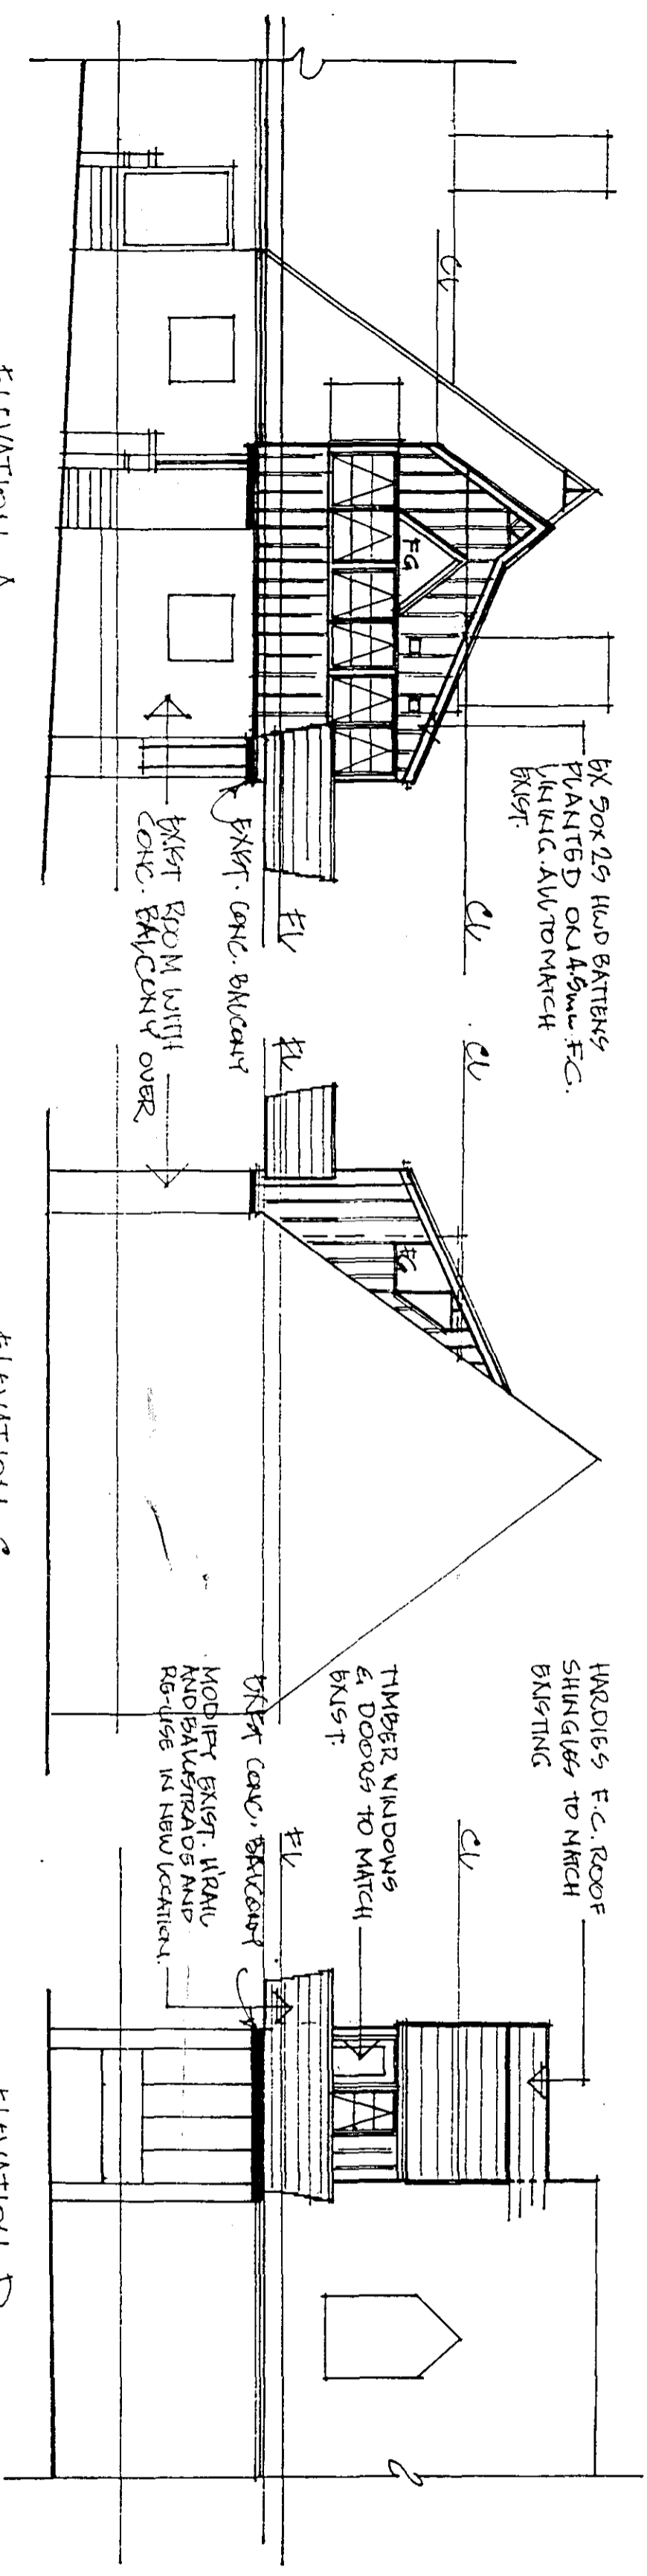 CL
FG
EX 50x25 HWD BATTENS
PLANTED ON 4.5mm F.C.
LINING. ALL TO MATCH
EXIST.
CL
FL
EXIST. CONC. BALCONY
EXIST ROOM WITH
CONC. BALCONY OVER
ELEVATION A
CL
FL
FG
ELEVATION C
HARDIES F.C. ROOF
SHINGLES TO MATCH
EXISTING
TIMBER WINDOWS
& DOORS TO MATCH
EXIST.
CL
FL
EXIST CONC. BALCONY
MODIFY EXIST. H'RAIL
AND BALUSTRADE AND
RE-USE IN NEW LOCATION.
ELEVATION D